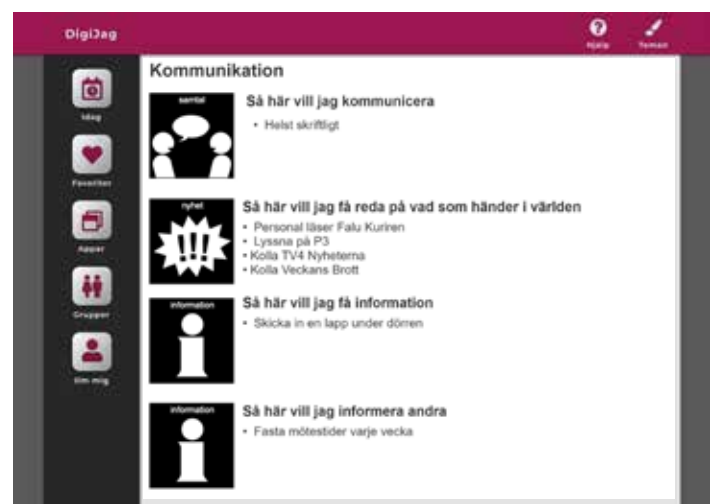 DigiJag
Hjälp
Teman
Kommunikation
Idag
Favoriter
Appar
Grupper
Om mig
samtal
Så här vill jag kommunicera
• Helst skriftligt
nyhet
!!!
Så här vill jag få reda på vad som händer i världen
• Personal läser Falu Kuriren
• Lyssna på P3
• Kolla TV4 Nyheterna
• Kolla Veckans Brott
information
i
Så här vill jag få information
• Skicka in en lapp under dörren
information
i
Så här vill jag informera andra
• Fasta mötestider varje vecka